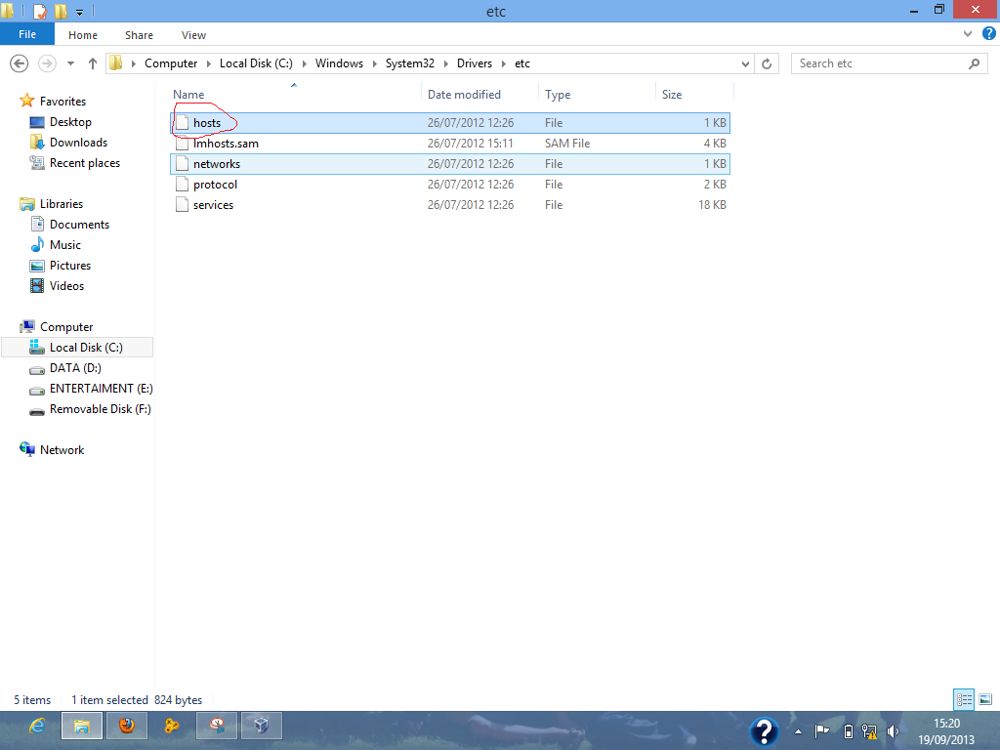 etc
File Home Share View
Computer Local Disk (C:) Windows System32 Drivers etc Search etc
Name Date modified Type Size
hosts 26/07/2012 12:26 File 1 KB
lmhosts.sam 26/07/2012 15:11 SAM File 4 KB
networks 26/07/2012 12:26 File 1 KB
protocol 26/07/2012 12:26 File 2 KB
services 26/07/2012 12:26 File 18 KB
Favorites
Desktop
Downloads
Recent places
Libraries
Documents
Music
Pictures
Videos
Computer
Local Disk (C:)
DATA (D:)
ENTERTAIMENT (E:)
Removable Disk (F:)
Network
5 items 1 item selected 824 bytes
15:20
19/09/2013